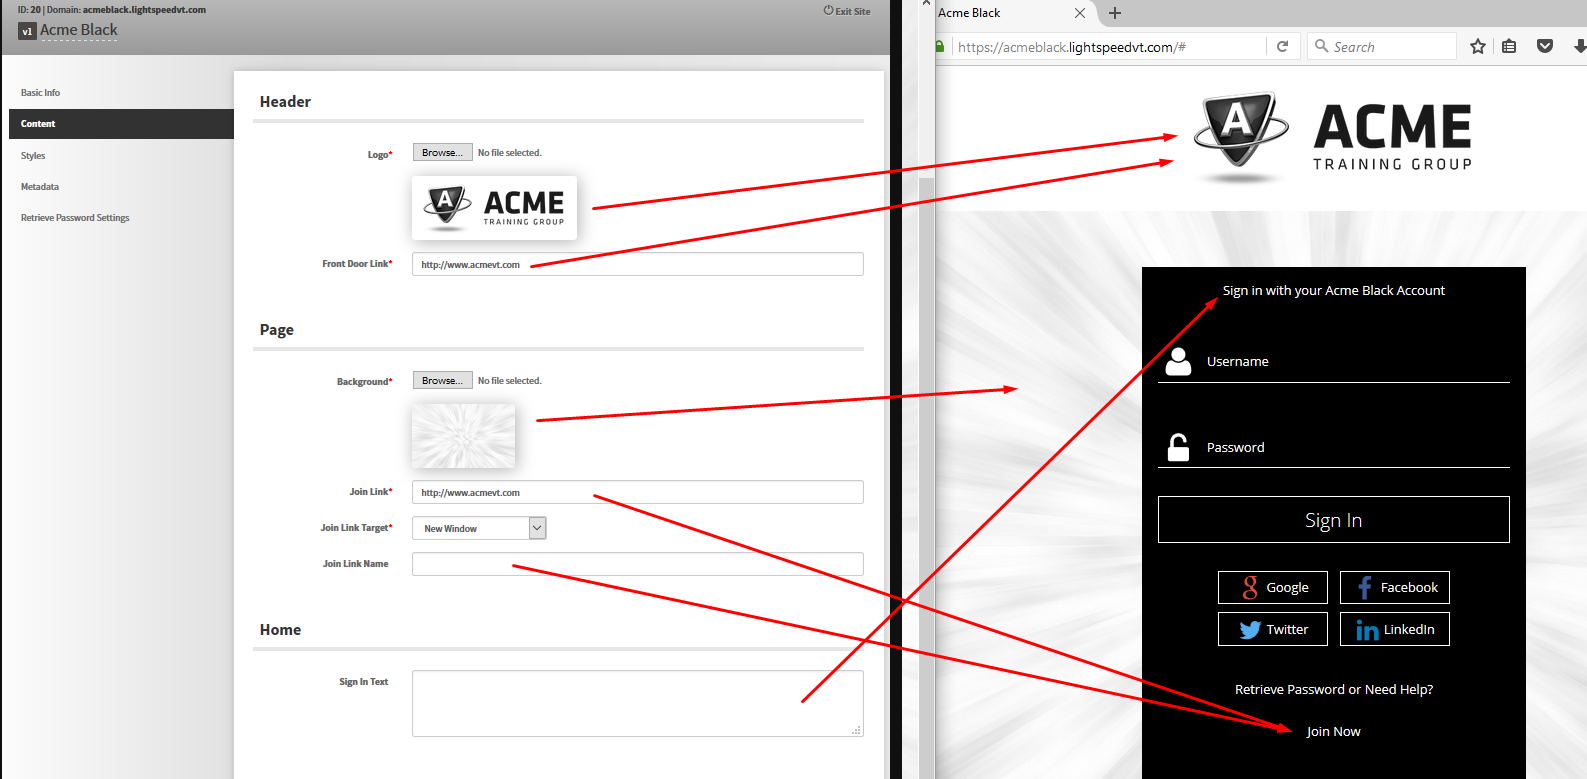 ID: 20 | Domain: acmeblack.lightspeedvt.com
Exit Site
v1 Acme Black
Basic Info
Content
Styles
Metadata
Retrieve Password Settings
Header
Logo*
Browse... No file selected.
A ACME
TRAINING GROUP
Front Door Link*
http://www.acmevt.com
Page
Background*
Browse... No file selected.
Join Link*
http://www.acmevt.com
Join Link Target*
New Window
Join Link Name
Home
Sign In Text
Acme Black
https://acmeblack.lightspeedvt.com/#
Search
A ACME
TRAINING GROUP
Sign in with your Acme Black Account
Username
Password
Sign In
g Google
f Facebook
Twitter
in LinkedIn
Retrieve Password or Need Help?
Join Now